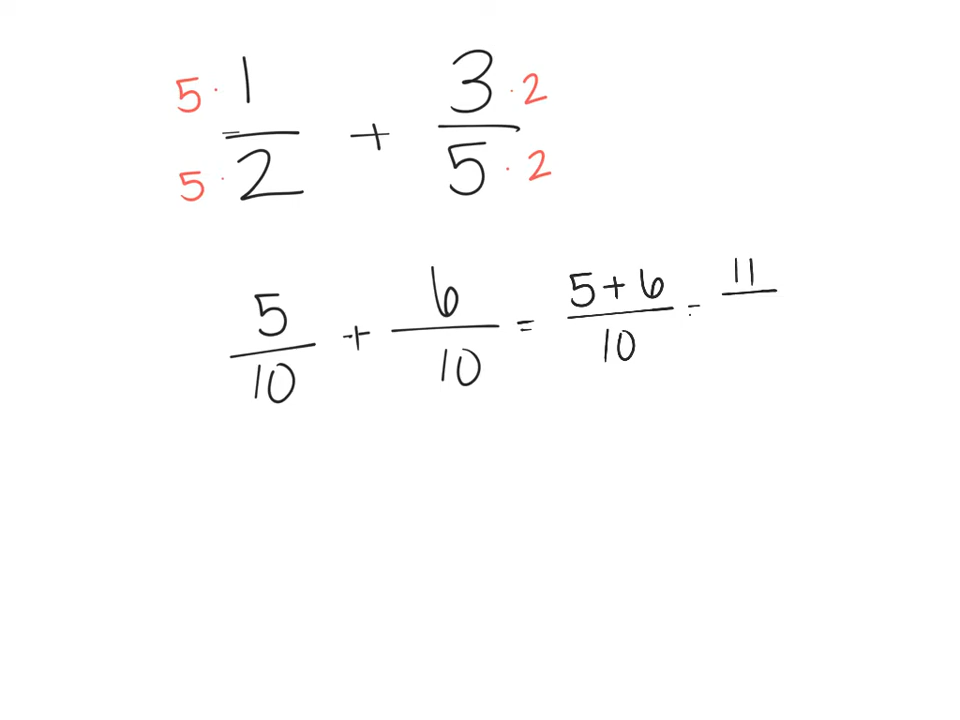 5 · 1/2 · 5 + 3 · 2/5 · 2
5/10 + 6/10 = 5+6/10 = 11/